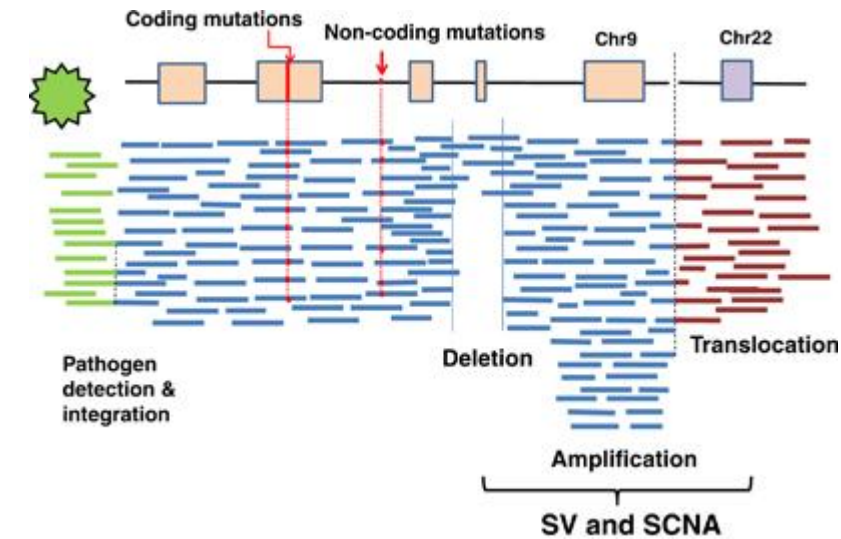 Coding mutations
Non-coding mutations
Chr9
Chr22
Pathogen
detection &
integration
Deletion
Translocation
Amplification
SV and SCNA